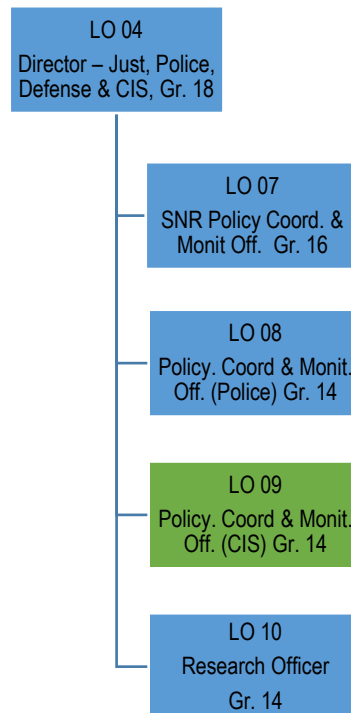 LO 04
Director – Just, Police,
Defense & CIS, Gr. 18
LO 07
SNR Policy Coord. &
Monit Off. Gr. 16
LO 08
Policy. Coord & Monit.
Off. (Police) Gr. 14
LO 09
Policy. Coord & Monit.
Off. (CIS) Gr. 14
LO 10
Research Officer
Gr. 14